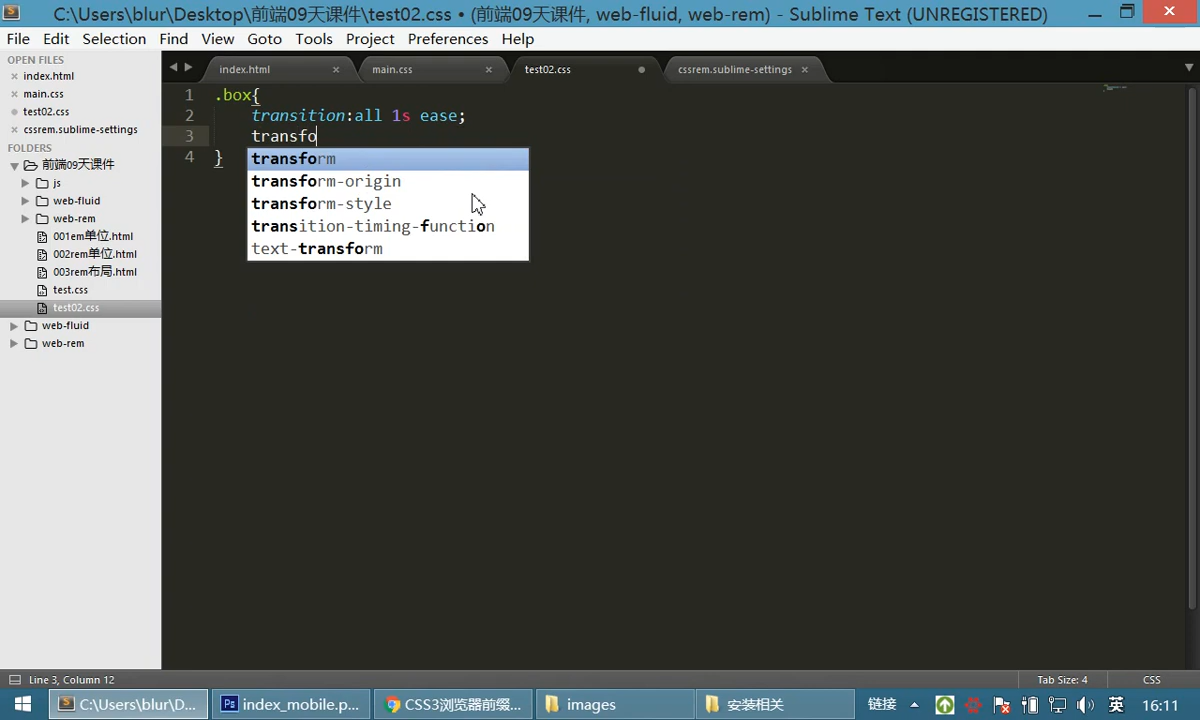 C:\Users\blur\Desktop\前端09天课件\test02.css • (前端09天课件, web-fluid, web-rem) - Sublime Text (UNREGISTERED)
File Edit Selection Find View Goto Tools Project Preferences Help
OPEN FILES
index.html
main.css
test02.css
cssrem.sublime-settings
FOLDERS
前端09天课件
js
web-fluid
web-rem
001em单位.html
002rem单位.html
003rem布局.html
test.css
test02.css
web-fluid
web-rem
index.html main.css test02.css cssrem.sublime-settings
1 .box{
2 transition:all 1s ease;
3 transfo
4 }
transform
transform-origin
transform-style
transition-timing-function
text-transform
Line 3, Column 12 Tab Size: 4 CSS
C:\Users\blur\D... index_mobile.p... CSS3浏览器前缀... images 安装相关 链接 英 16:11